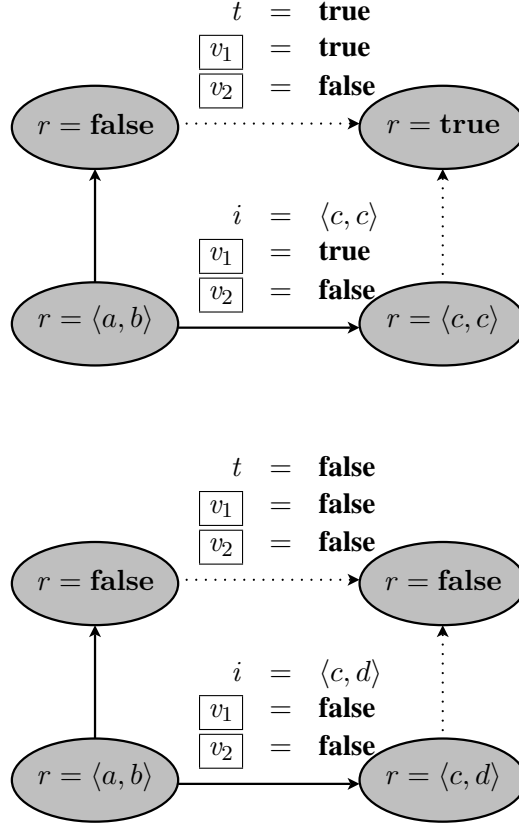 t = true
v₁ = true
v₂ = false
r = false r = true
i = ⟨c, c⟩
v₁ = true
v₂ = false
r = ⟨a, b⟩ r = ⟨c, c⟩
t = false
v₁ = false
v₂ = false
r = false r = false
i = ⟨c, d⟩
v₁ = false
v₂ = false
r = ⟨a, b⟩ r = ⟨c, d⟩